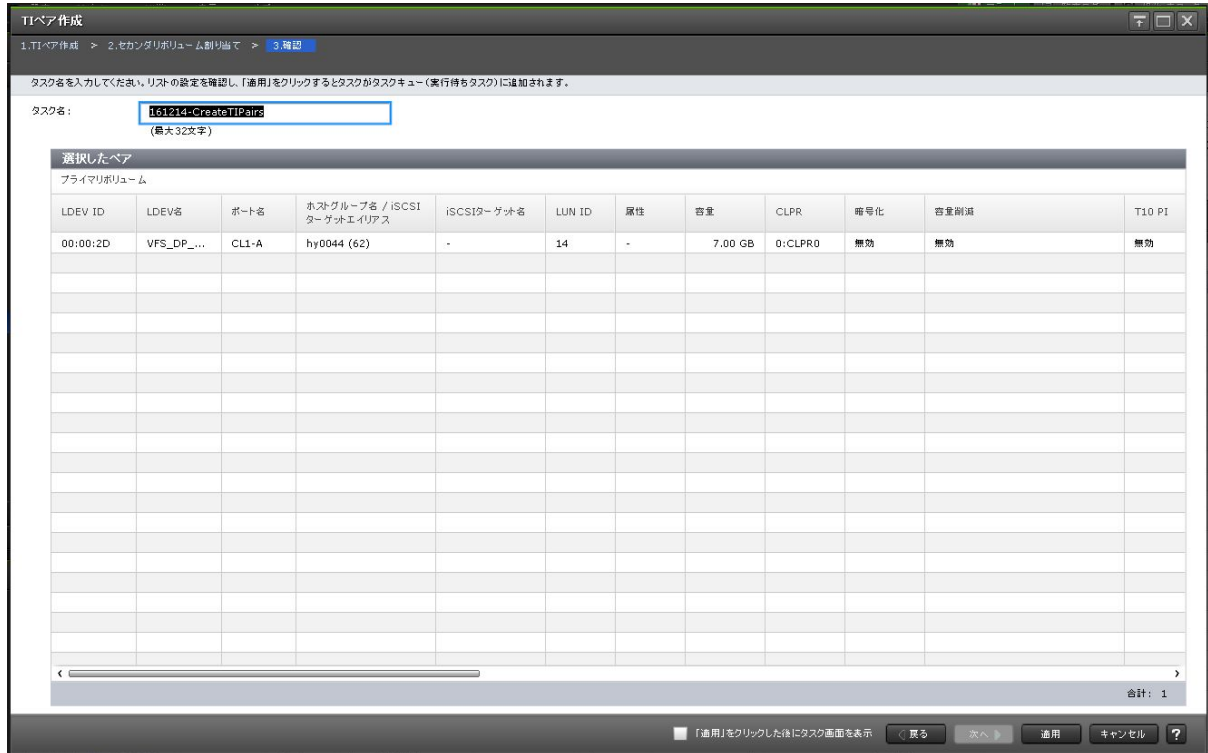 TIペア作成
1.TIペア作成 > 2.セカンダリボリューム割り当て > 3.確認
タスク名を入力してください。リストの設定を確認し、「適用」をクリックするとタスクがタスクキュー(実行待ちタスク)に追加されます。
タスク名: 161214-CreateTIPairs
(最大32文字)
選択したペア
プライマリボリューム
LDEV ID LDEV名 ポート名 ホストグループ名 / iSCSIターゲットエイリアス iSCSIターゲット名 LUN ID 属性 容量 CLPR 暗号化 容量削減 T10 PI
00:00:2D VFS_DP_... CL1-A hy0044 (62) - 14 - 7.00 GB 0:CLPR0 無効 無効 無効
合計: 1
「適用」をクリックした後にタスク画面を表示 戻る 次へ 適用 キャンセル ?